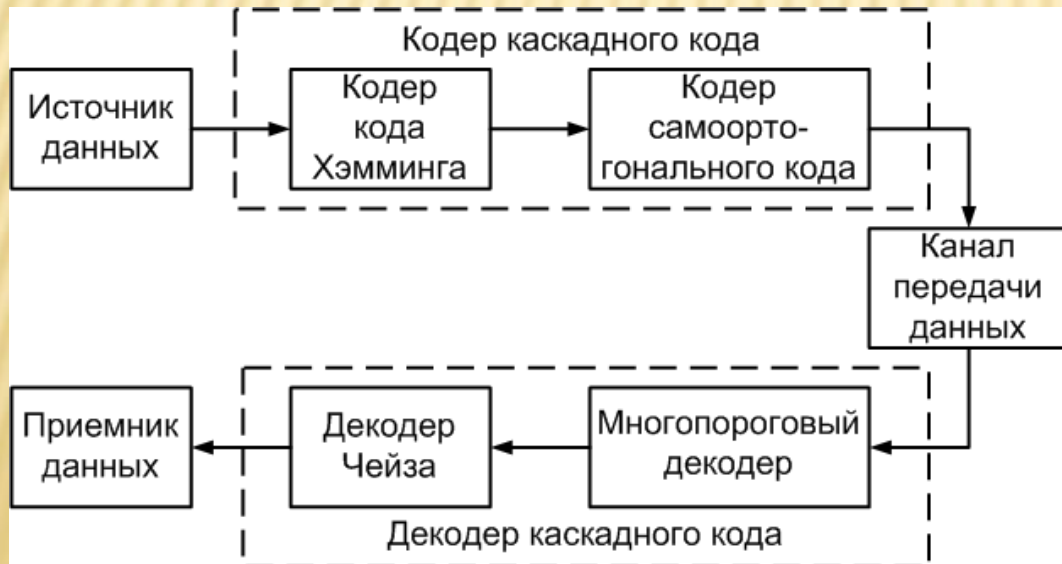 Кодер каскадного кода
Источник
данных
Кодер
кода
Хэмминга
Кодер
самоорто-
гонального кода
Канал
передачи
данных
Приемник
данных
Декодер
Чейза
Многопороговый
декодер
Декодер каскадного кода